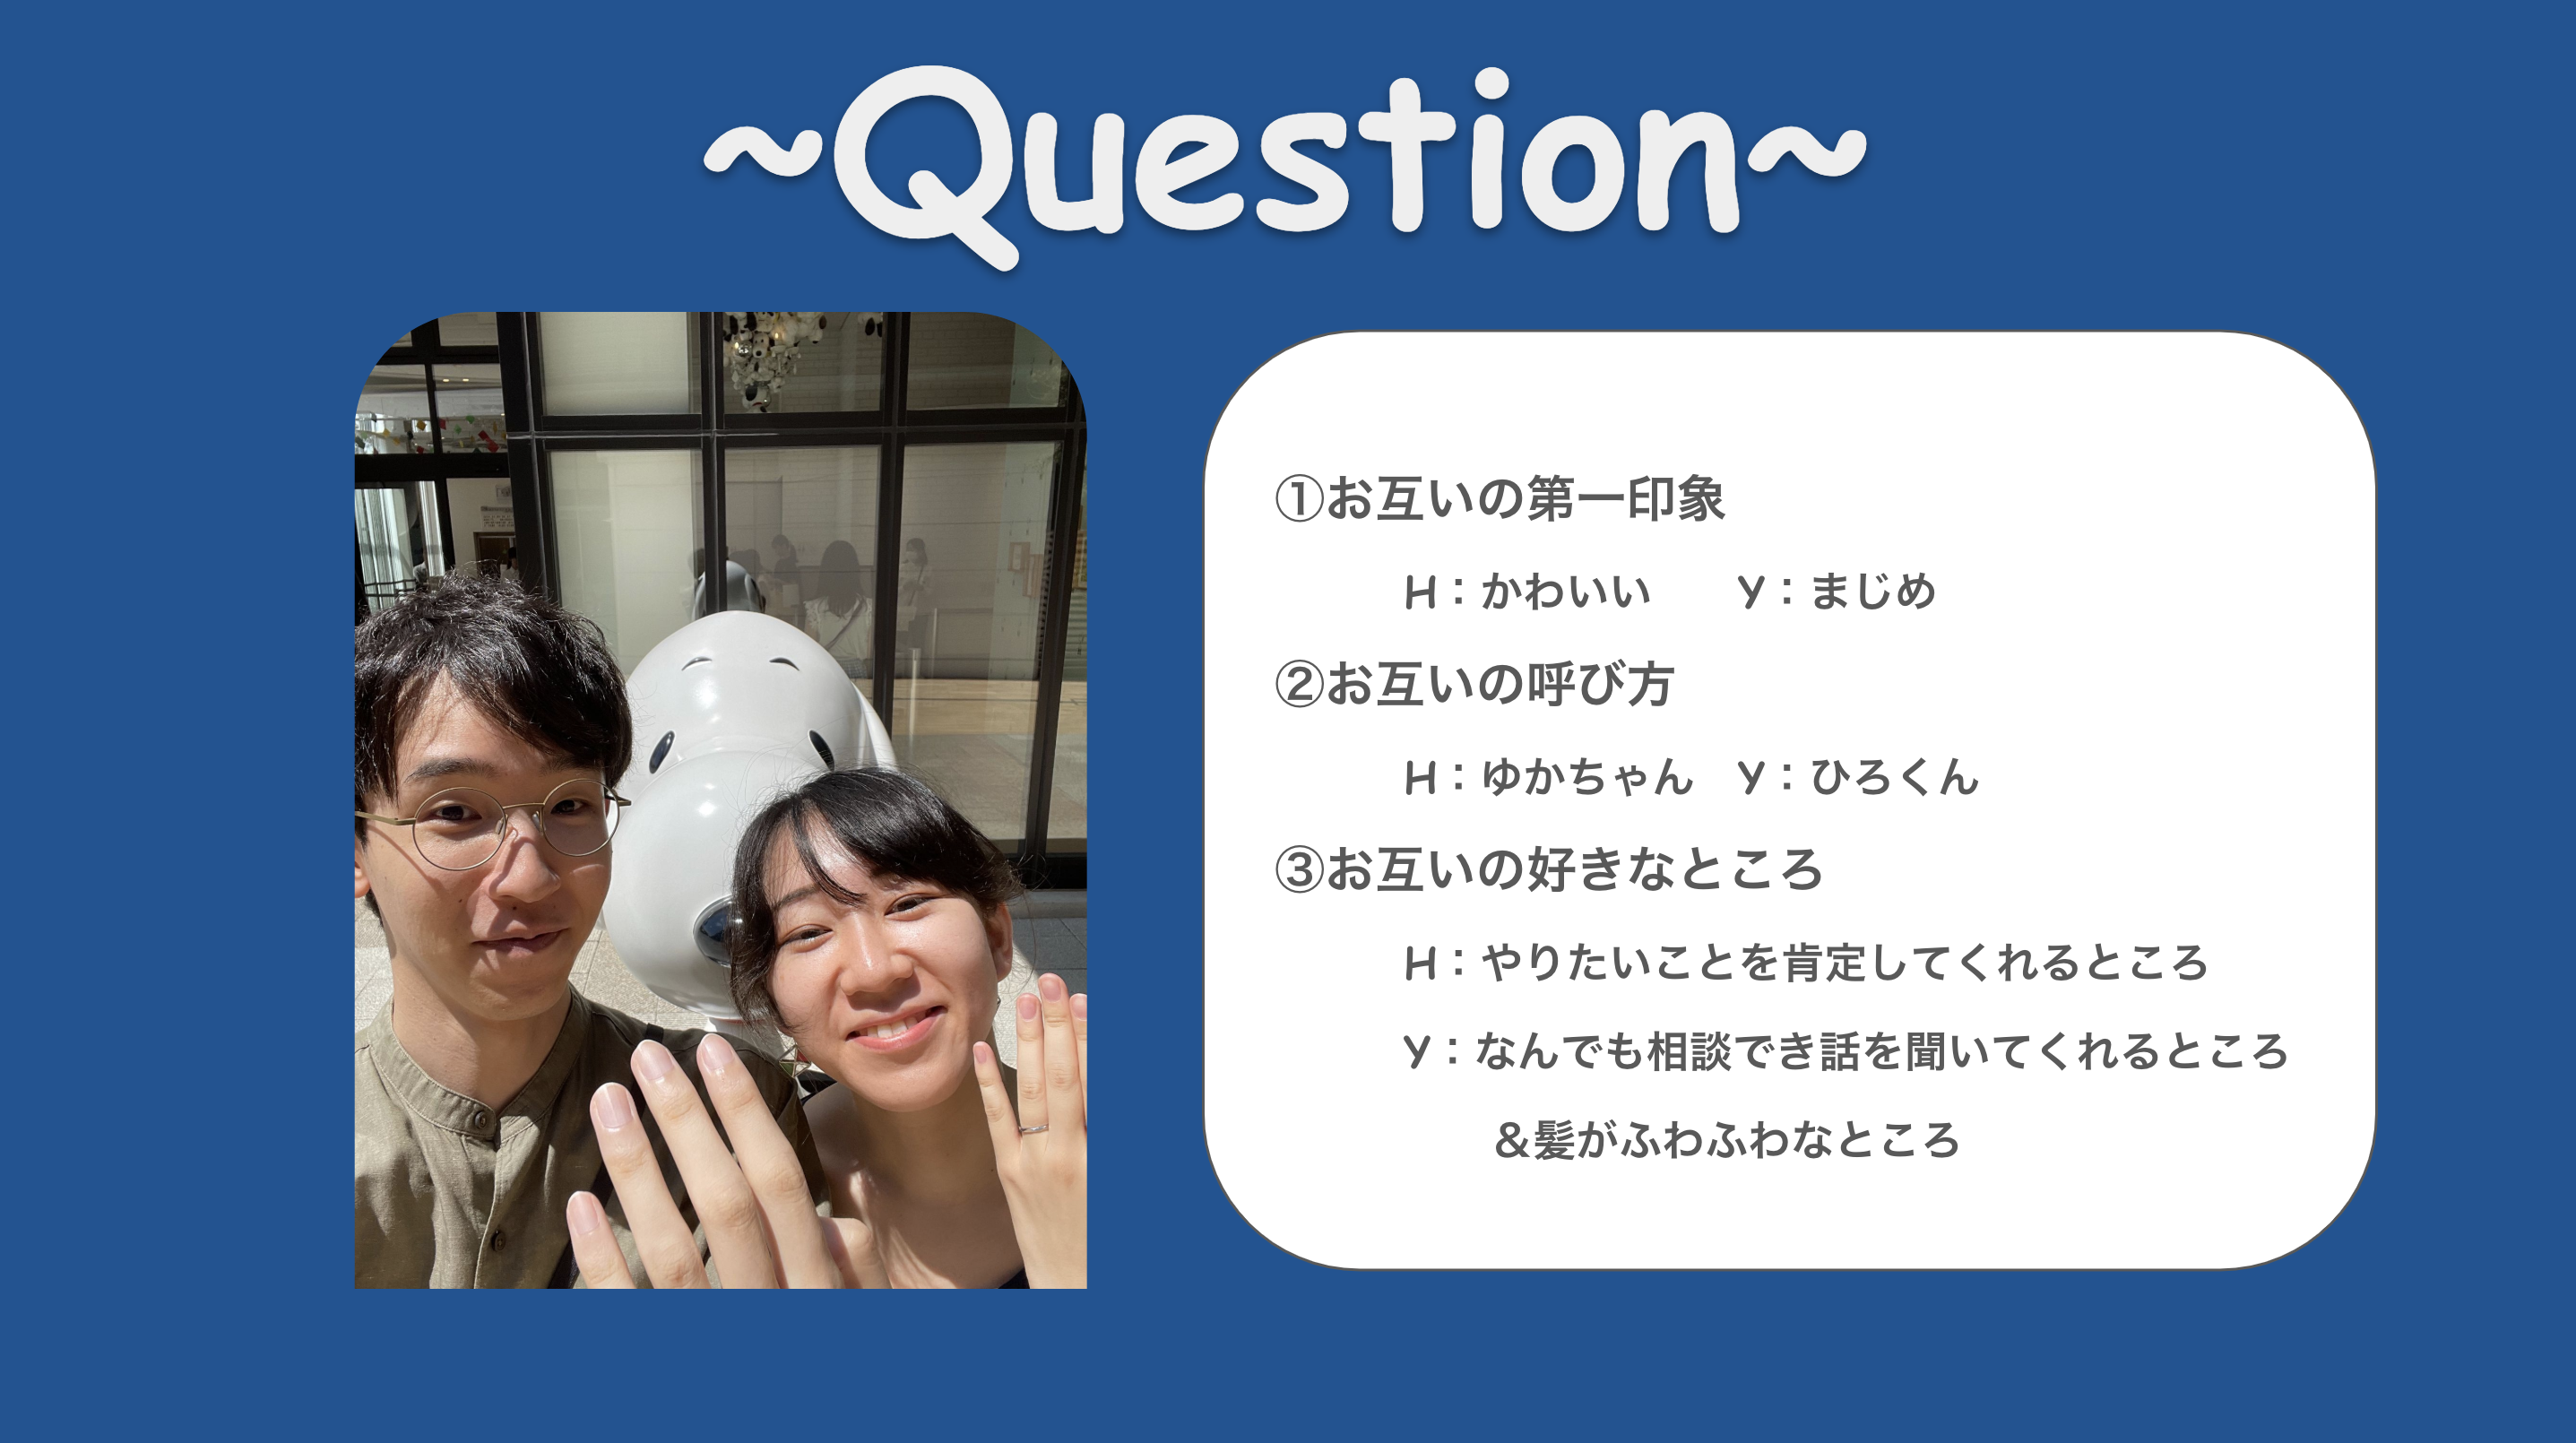 ~Question~
①お互いの第一印象
H：かわいい　　Y：まじめ
②お互いの呼び方
H：ゆかちゃん　Y：ひろくん
③お互いの好きなところ
H：やりたいことを肯定してくれるところ
Y：なんでも相談でき話を聞いてくれるところ
＆髪がふわふわなところ